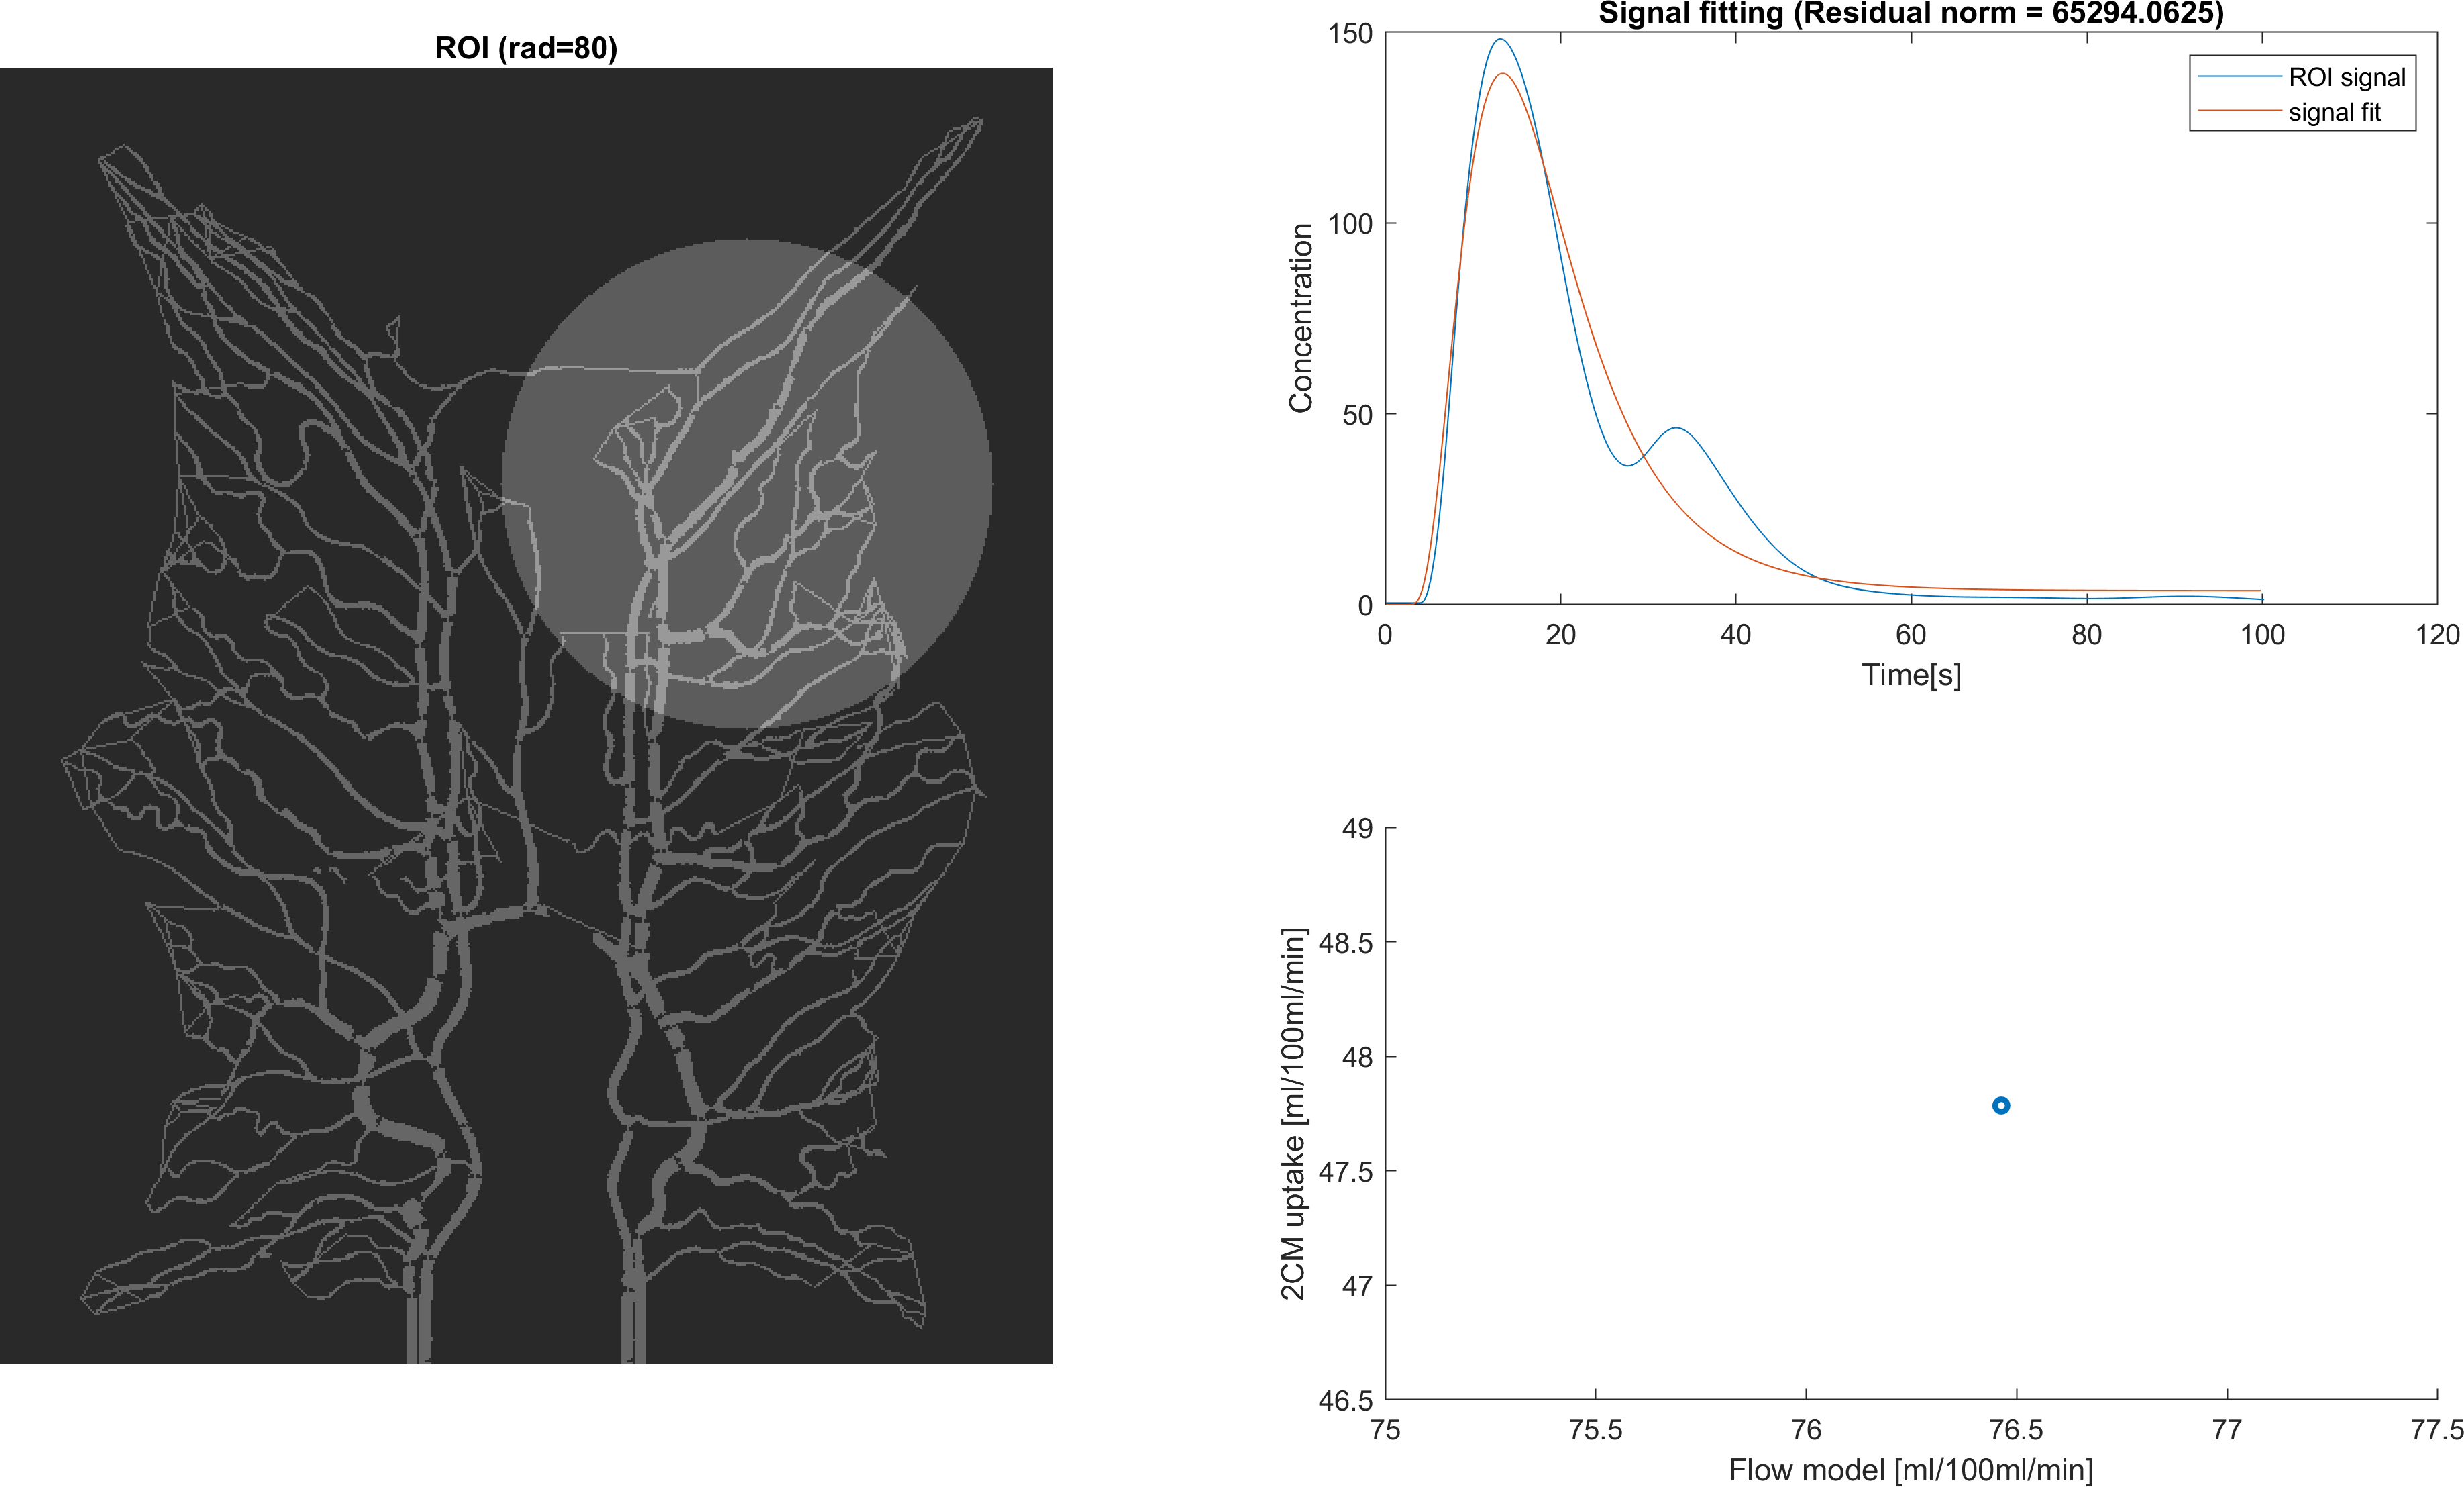 ROI (rad=80)
Signal fitting (Residual norm = 65294.0625)
150
100
50
0
Concentration
ROI signal
signal fit
0 20 40 60 80 100 120
Time[s]
49
48.5
48
47.5
47
46.5
2CM uptake [ml/100ml/min]
75 75.5 76 76.5 77 77.5
Flow model [ml/100ml/min]